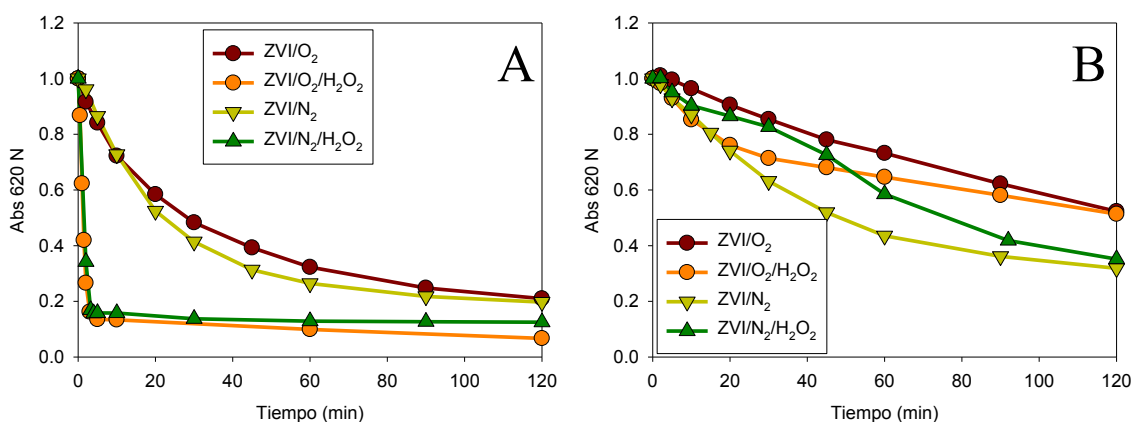 A
Abs 620 N
1.2
1.0
0.8
0.6
0.4
0.2
0.0
ZVI/O₂
ZVI/O₂/H₂O₂
ZVI/N₂
ZVI/N₂/H₂O₂
0 20 40 60 80 100 120
Tiempo (min)
B
Abs 620 N
1.2
1.0
0.8
0.6
0.4
0.2
0.0
ZVI/O₂
ZVI/O₂/H₂O₂
ZVI/N₂
ZVI/N₂/H₂O₂
0 20 40 60 80 100 120
Tiempo (min)